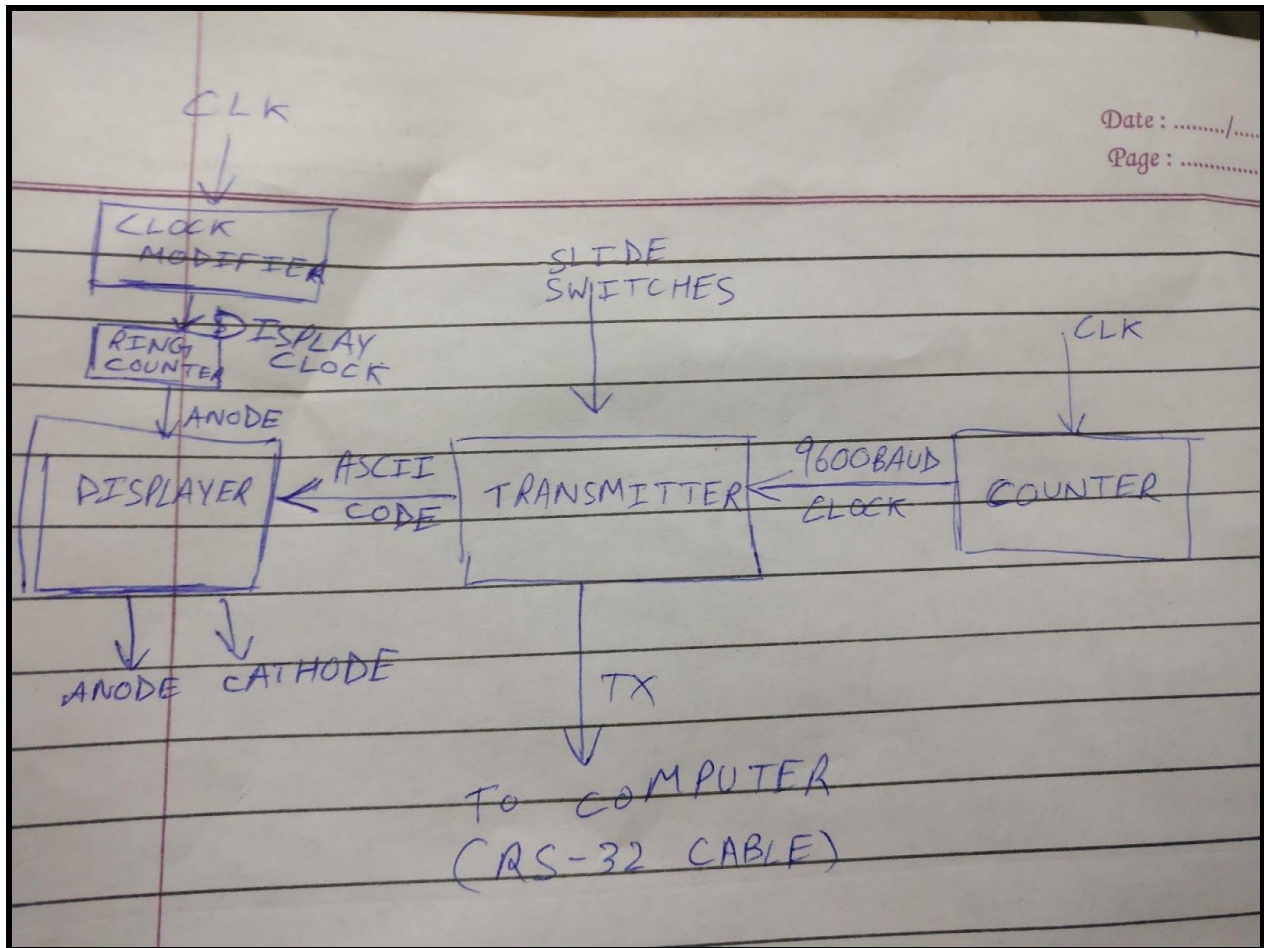 CLK
Date : ........./.....
Page : ..............
CLOCK
MODIFIER
SLIDE
SWITCHES
DISPLAY
CLOCK
RING
COUNTER
CLK
ANODE
DISPLAYER
ASCII
CODE
TRANSMITTER
9600BAUD
CLOCK
COUNTER
ANODE
CATHODE
TX
TO COMPUTER
(RS-32 CABLE)